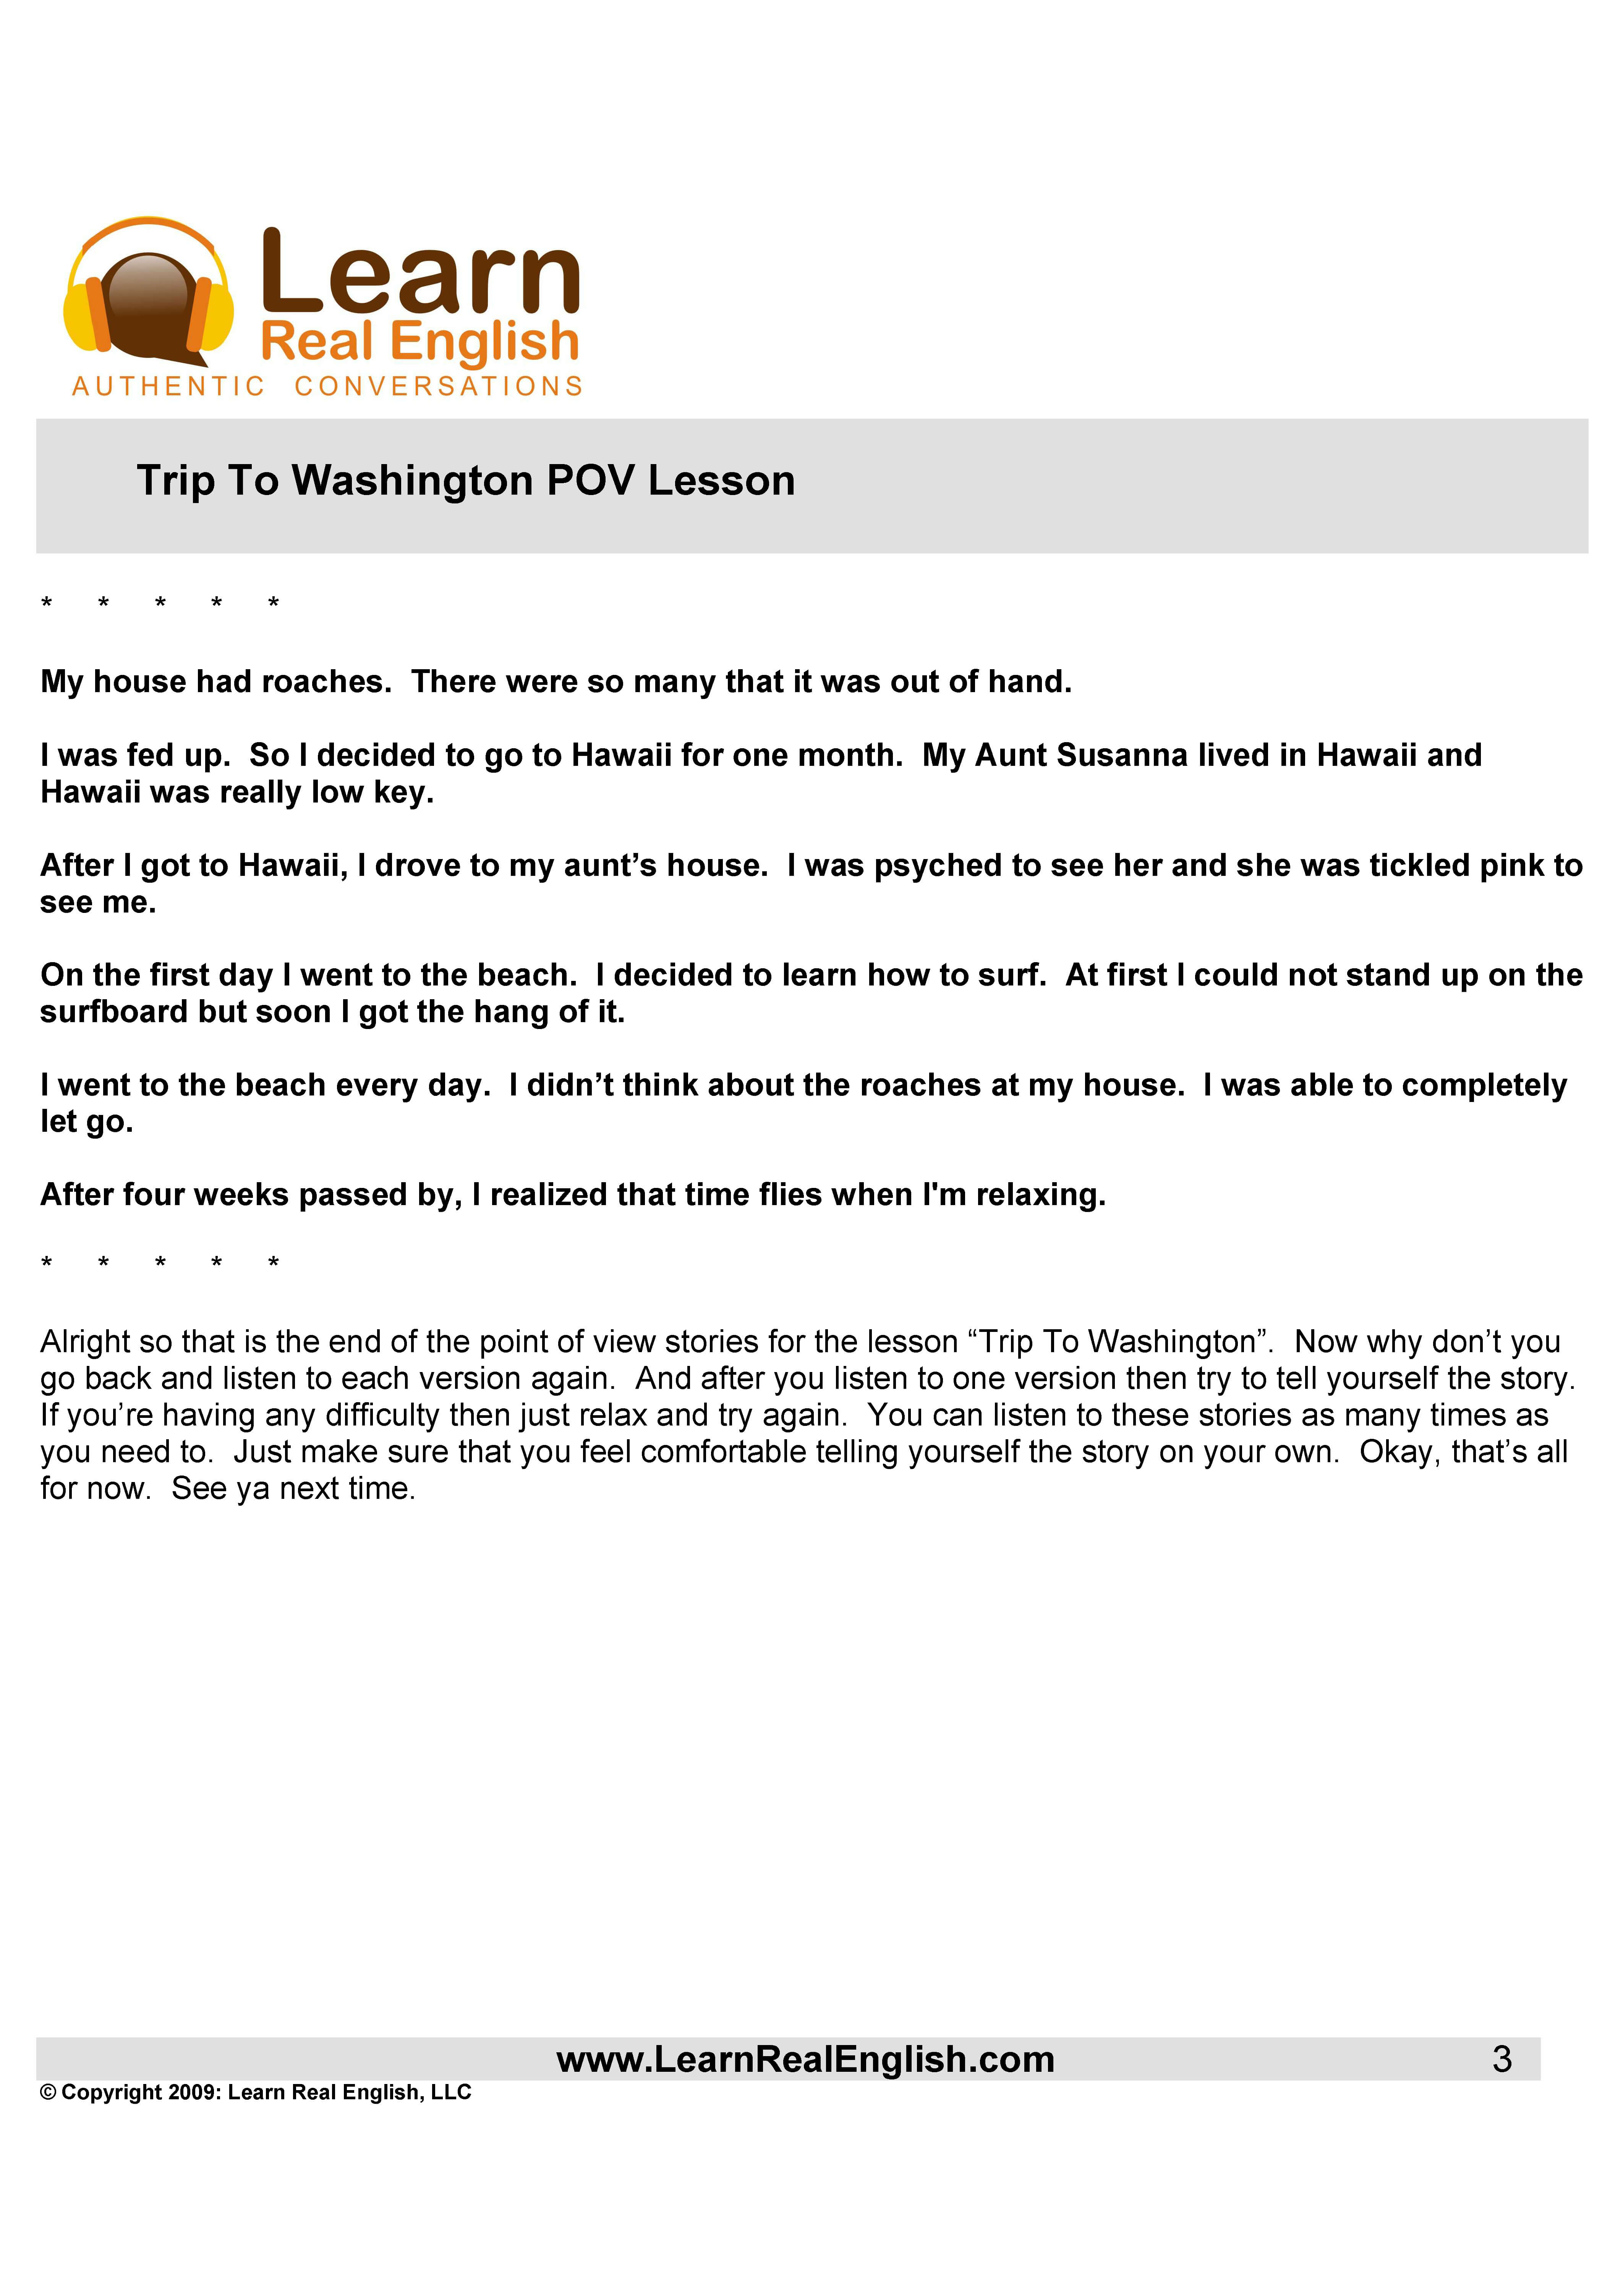 Learn
Real English
AUTHENTIC CONVERSATIONS
Trip To Washington POV Lesson
* * * * *
My house had roaches.  There were so many that it was out of hand.
I was fed up.  So I decided to go to Hawaii for one month.  My Aunt Susanna lived in Hawaii and
Hawaii was really low key.
After I got to Hawaii, I drove to my aunt’s house.  I was psyched to see her and she was tickled pink to
see me.
On the first day I went to the beach.  I decided to learn how to surf.  At first I could not stand up on the
surfboard but soon I got the hang of it.
I went to the beach every day.  I didn’t think about the roaches at my house.  I was able to completely
let go.
After four weeks passed by, I realized that time flies when I'm relaxing.
* * * * *
Alright so that is the end of the point of view stories for the lesson “Trip To Washington”.  Now why don’t you
go back and listen to each version again.  And after you listen to one version then try to tell yourself the story.
If you’re having any difficulty then just relax and try again.  You can listen to these stories as many times as
you need to.  Just make sure that you feel comfortable telling yourself the story on your own.  Okay, that’s all
for now.  See ya next time.
www.LearnRealEnglish.com 3
© Copyright 2009: Learn Real English, LLC